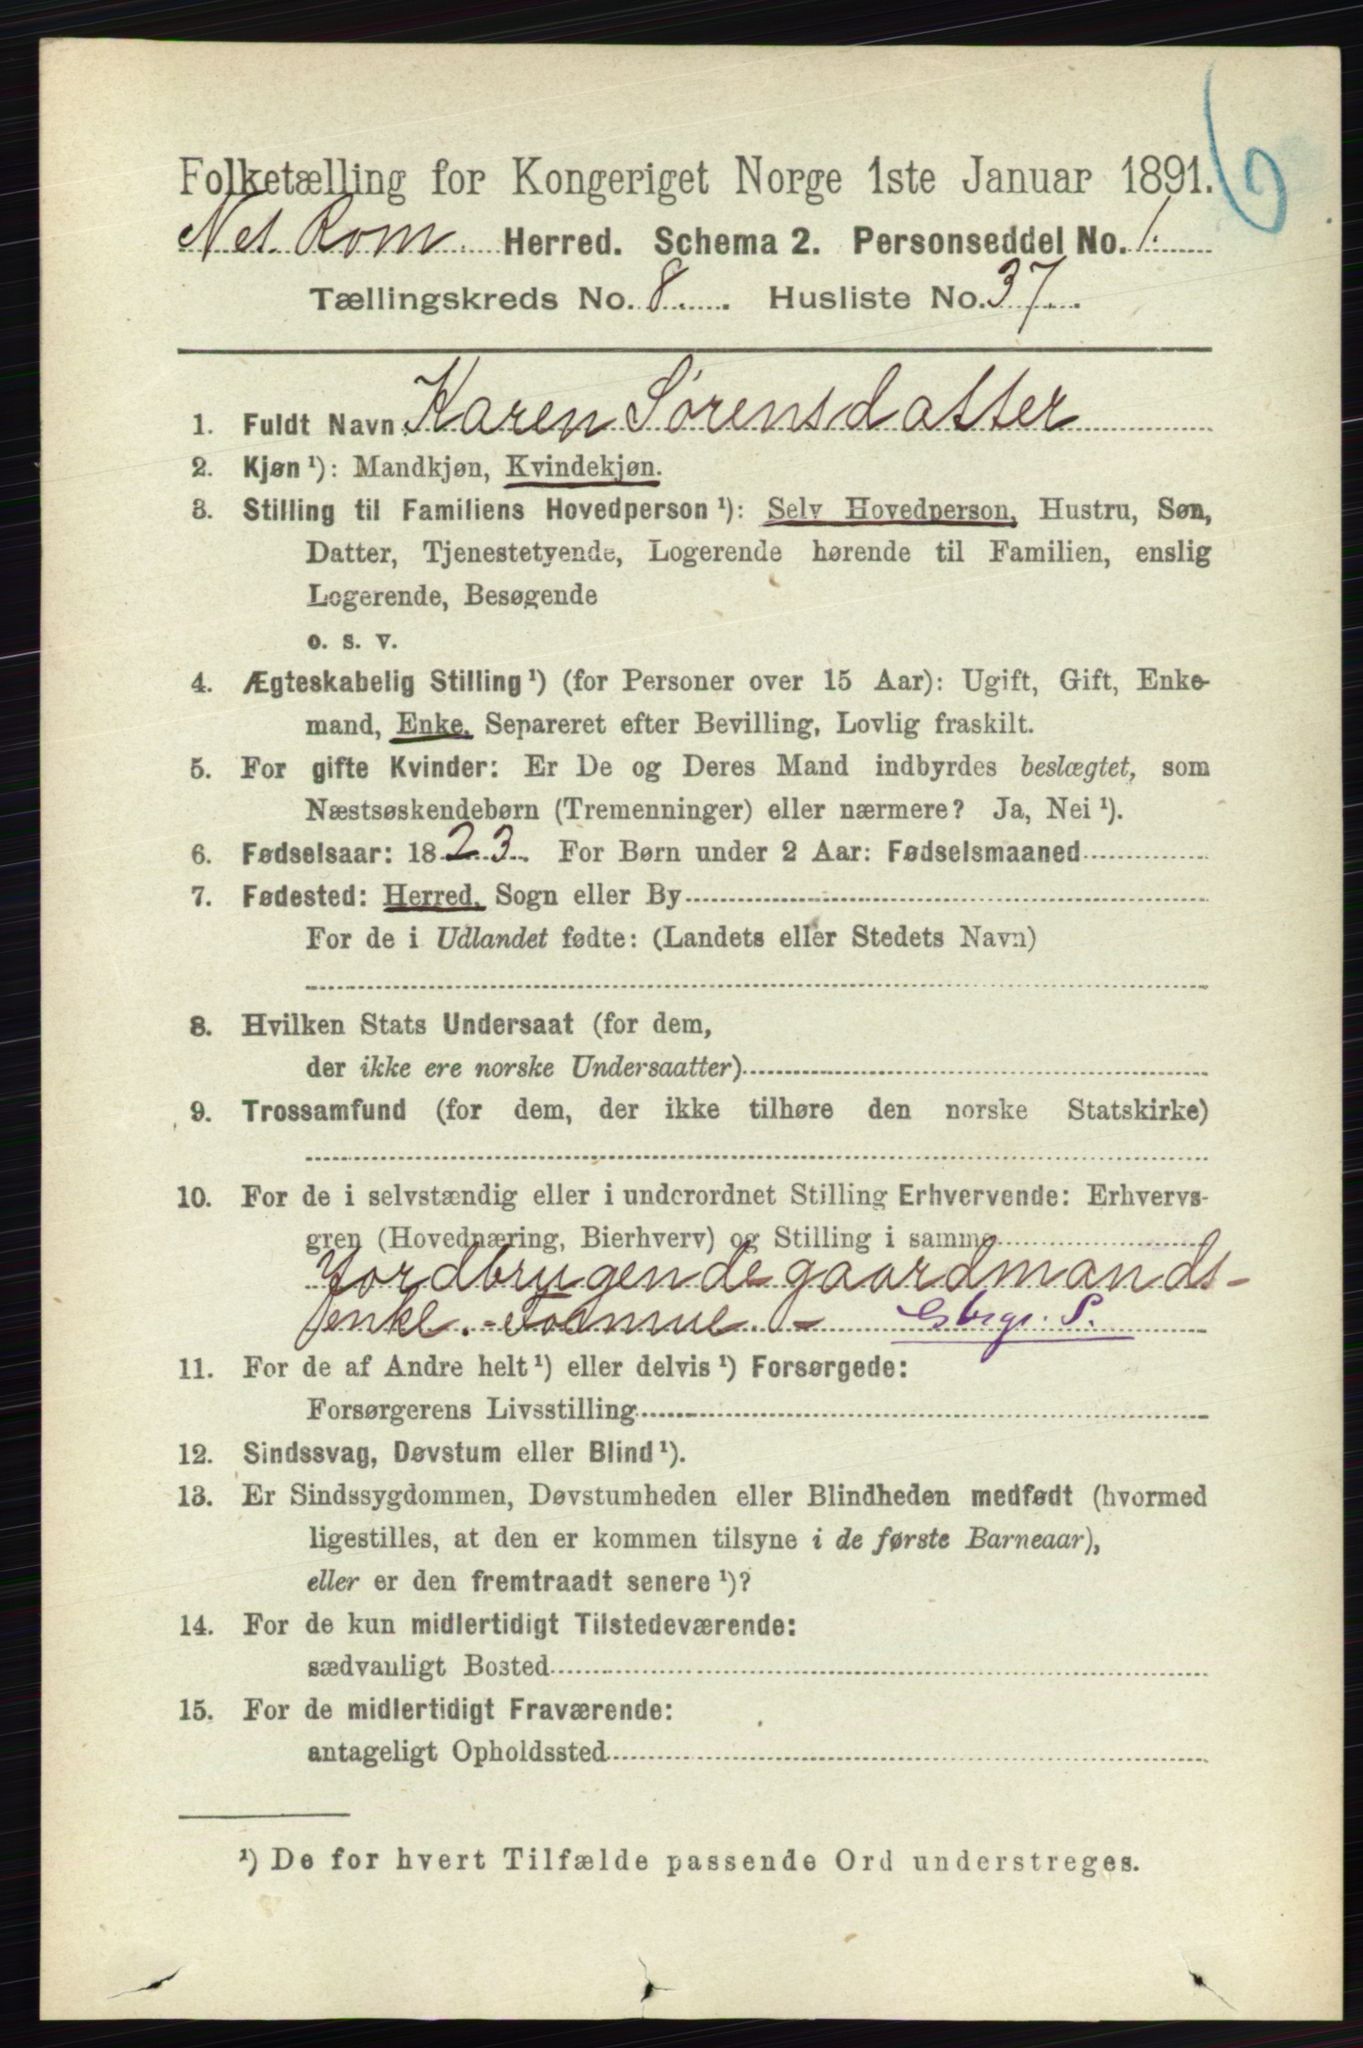 Folketælling for Kongeriget Norge 1ste Januar 1891.
6
Nes Rom. Herred. Schema 2. Personseddel No. 1.
Tællingskreds No. 8. Husliste No. 37.
1. Fuldt Navn: Karen Sørensdatter
2. Kjøn ¹): Mandkjøn, Kvindekjøn.
3. Stilling til Familiens Hovedperson ¹): Selv Hovedperson, Hustru, Søn,
Datter, Tjenestetyende, Logerende hørende til Familien, enslig
Logerende, Besøgende
o. s. v.
4. Ægteskabelig Stilling ¹) (for Personer over 15 Aar): Ugift, Gift, Enke-
mand, Enke, Separeret efter Bevilling, Lovlig fraskilt.
5. For gifte Kvinder: Er De og Deres Mand indbyrdes beslægtet, som
Næstsøskendebørn (Tremenninger) eller nærmere? Ja, Nei ¹).
6. Fødselsaar: 1823. For Børn under 2 Aar: Fødselsmaaned
7. Fødested: Herred, Sogn eller By
For de i Udlandet fødte: (Landets eller Stedets Navn)
8. Hvilken Stats Undersaat (for dem,
der ikke ere norske Undersaatter)
9. Trossamfund (for dem, der ikke tilhøre den norske Statskirke)
10. For de i selvstændig eller i underordnet Stilling Erhvervende: Erhvervs-
gren (Hovednæring, Bierhverv) og Stilling i samme
Jordbrugende gaardmands-
enke. - - Gbrgr. S.
11. For de af Andre helt ¹) eller delvis ¹) Forsørgede:
Forsørgerens Livsstilling
12. Sindssvag, Døvstum eller Blind ¹).
13. Er Sindssygdommen, Døvstumheden eller Blindheden medfødt (hvormed
ligestilles, at den er kommen tilsyne i de første Barneaar),
eller er den fremtraadt senere ¹)?
14. For de kun midlertidigt Tilstedeværende:
sædvanligt Bosted
15. For de midlertidigt Fraværende:
antageligt Opholdssted
¹) De for hvert Tilfælde passende Ord understreges.